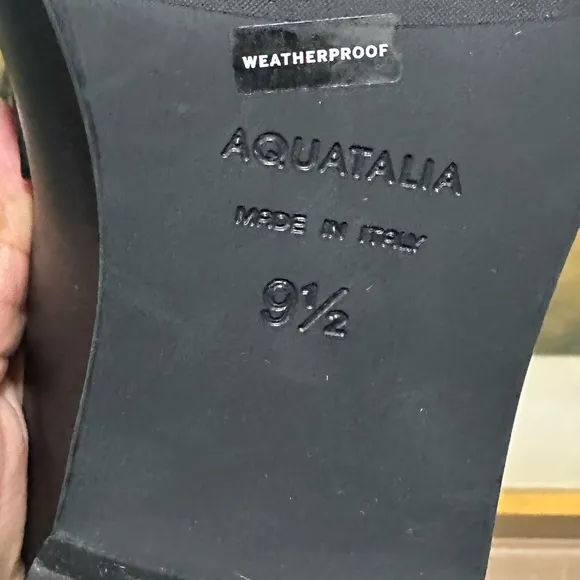 WEATHERPROOF
AQUATALIA
MADE IN ITALY
9½